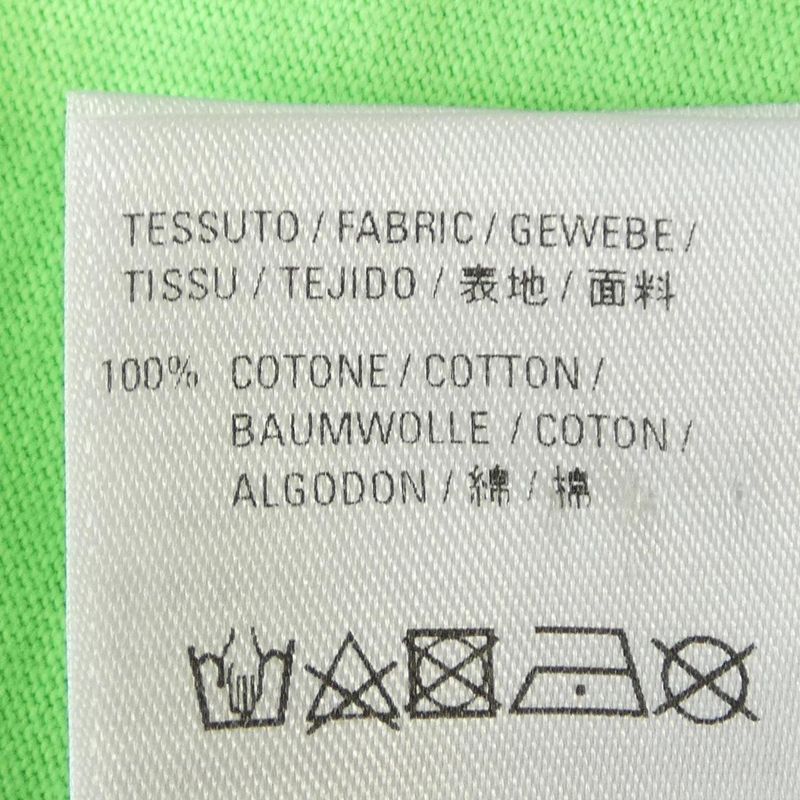 TESSUTO / FABRIC / GEWEBE /
TISSU / TEJIDO / 表地 / 面料
100% COTONE / COTTON /
BAUMWOLLE / COTON /
ALGODON / 綿 / 棉